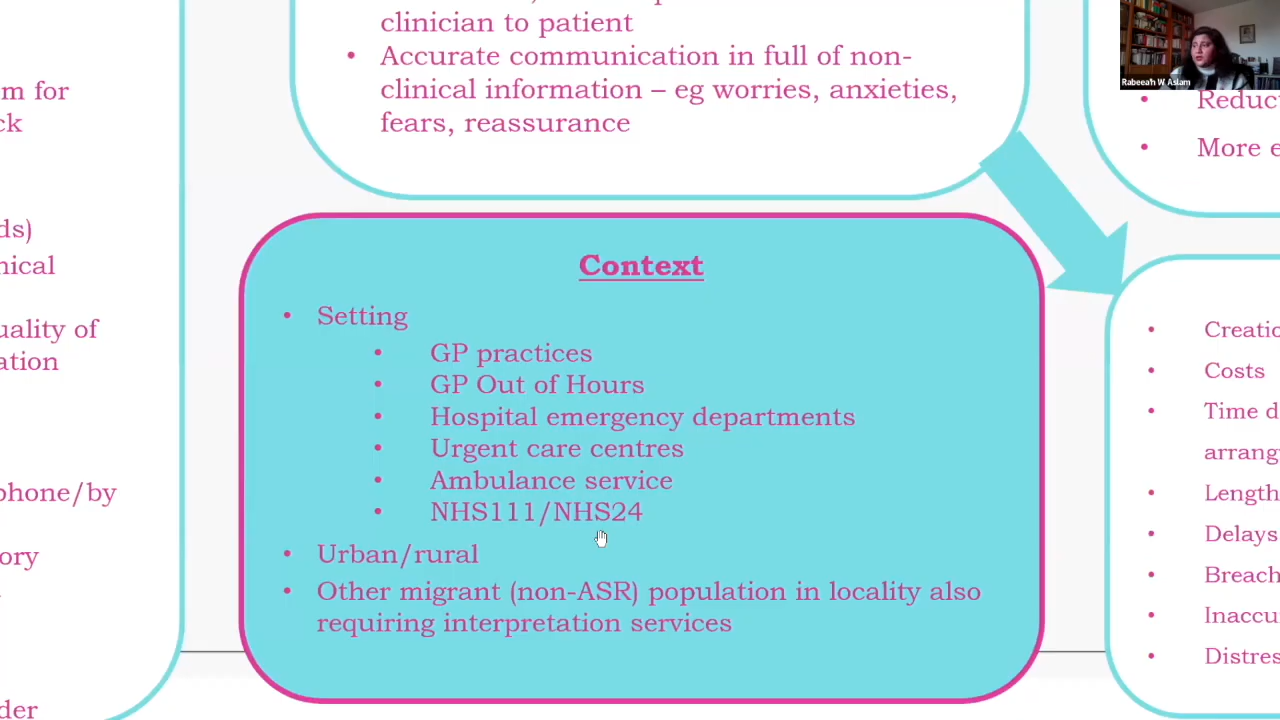 m for
ck
ds)
nical
uality of
ation
phone/by
ory
der
clinician to patient
• Accurate communication in full of non-
clinical information – eg worries, anxieties,
fears, reassurance
Context
• Setting
• GP practices
• GP Out of Hours
• Hospital emergency departments
• Urgent care centres
• Ambulance service
• NHS111/NHS24
• Urban/rural
• Other migrant (non-ASR) population in locality also
requiring interpretation services
Rabeeah W Aslam
• Reduct
• More e
• Creatio
• Costs
• Time d
arrang
• Length
• Delays
• Breach
• Inaccu
• Distres